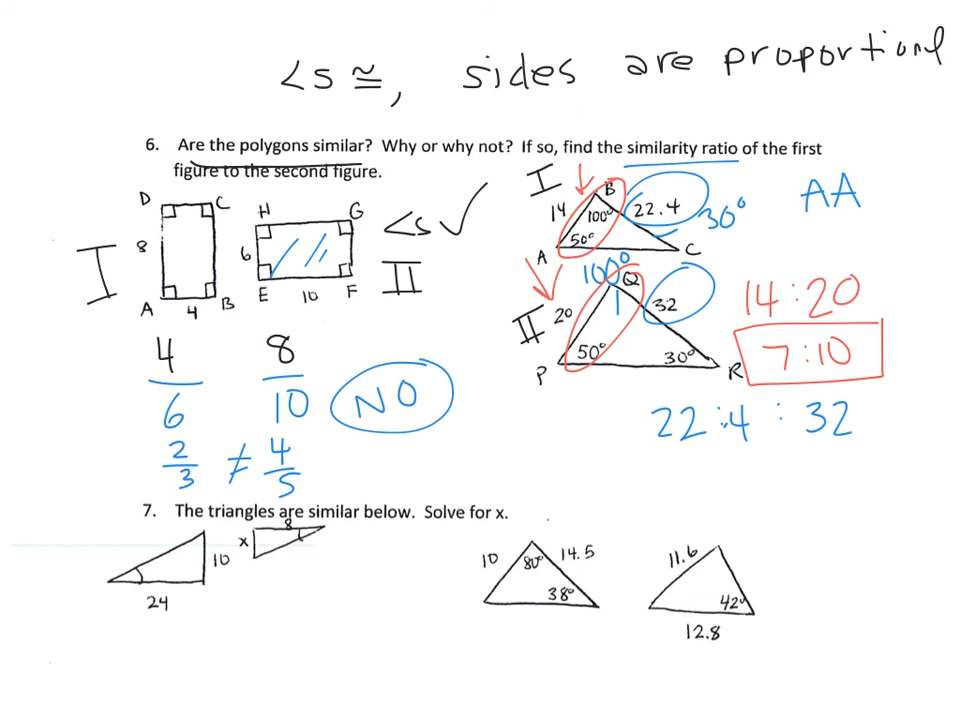 <s ≅, sides are proportional
6. Are the polygons similar? Why or why not? If so, find the similarity ratio of the first
figure to the second figure.
I
D
C
8
A
4
B
H
G
6
E
10
F
<s ✓
II
4/6
8/10
NO
2/3 ≠ 4/5
I
B
14
100°
22.4
30°
50°
A
C
AA
II
100°
Q
20
32
50°
30°
P
R
14:20
7:10
22.4 : 32
7. The triangles are similar below. Solve for x.
10
24
x
8
10
80°
14.5
38°
11.6
42°
12.8